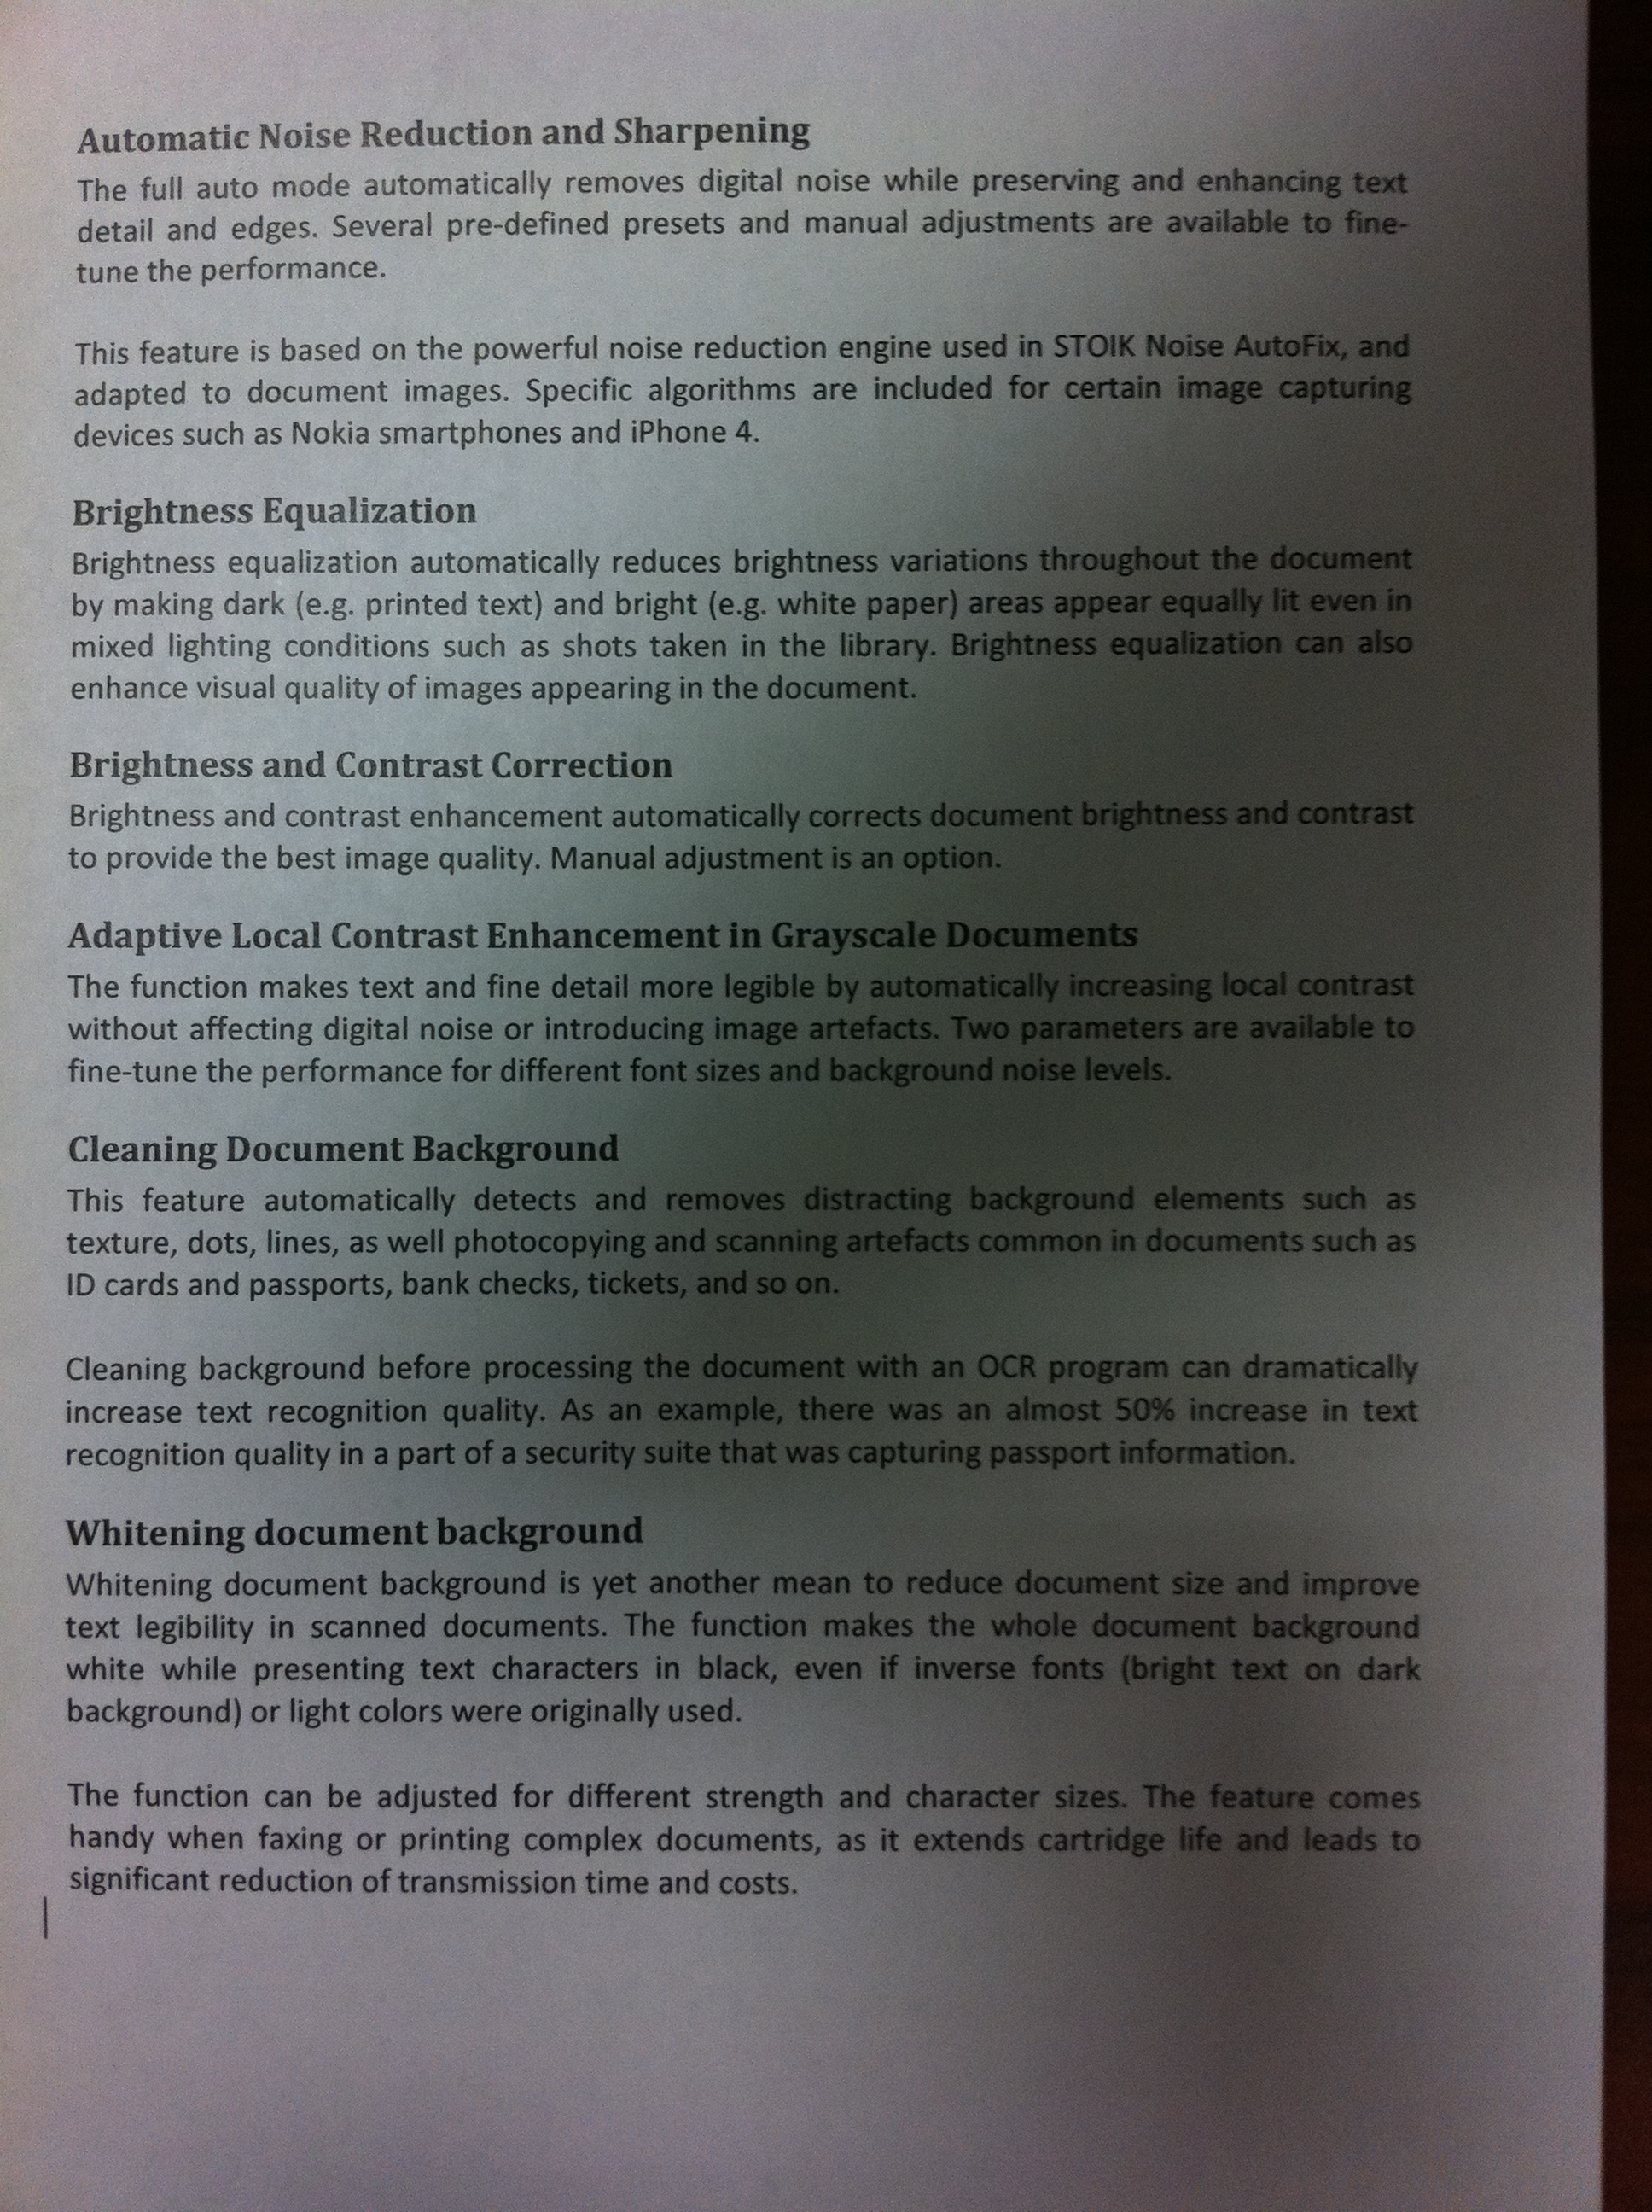 Automatic Noise Reduction and Sharpening
The full auto mode automatically removes digital noise while preserving and enhancing text
detail and edges. Several pre-defined presets and manual adjustments are available to fine-
tune the performance.
This feature is based on the powerful noise reduction engine used in STOIK Noise AutoFix, and
adapted to document images. Specific algorithms are included for certain image capturing
devices such as Nokia smartphones and iPhone 4.
Brightness Equalization
Brightness equalization automatically reduces brightness variations throughout the document
by making dark (e.g. printed text) and bright (e.g. white paper) areas appear equally lit even in
mixed lighting conditions such as shots taken in the library. Brightness equalization can also
enhance visual quality of images appearing in the document.
Brightness and Contrast Correction
Brightness and contrast enhancement automatically corrects document brightness and contrast
to provide the best image quality. Manual adjustment is an option.
Adaptive Local Contrast Enhancement in Grayscale Documents
The function makes text and fine detail more legible by automatically increasing local contrast
without affecting digital noise or introducing image artefacts. Two parameters are available to
fine-tune the performance for different font sizes and background noise levels.
Cleaning Document Background
This feature automatically detects and removes distracting background elements such as
texture, dots, lines, as well photocopying and scanning artefacts common in documents such as
ID cards and passports, bank checks, tickets, and so on.
Cleaning background before processing the document with an OCR program can dramatically
increase text recognition quality. As an example, there was an almost 50% increase in text
recognition quality in a part of a security suite that was capturing passport information.
Whitening document background
Whitening document background is yet another mean to reduce document size and improve
text legibility in scanned documents. The function makes the whole document background
white while presenting text characters in black, even if inverse fonts (bright text on dark
background) or light colors were originally used.
The function can be adjusted for different strength and character sizes. The feature comes
handy when faxing or printing complex documents, as it extends cartridge life and leads to
significant reduction of transmission time and costs.